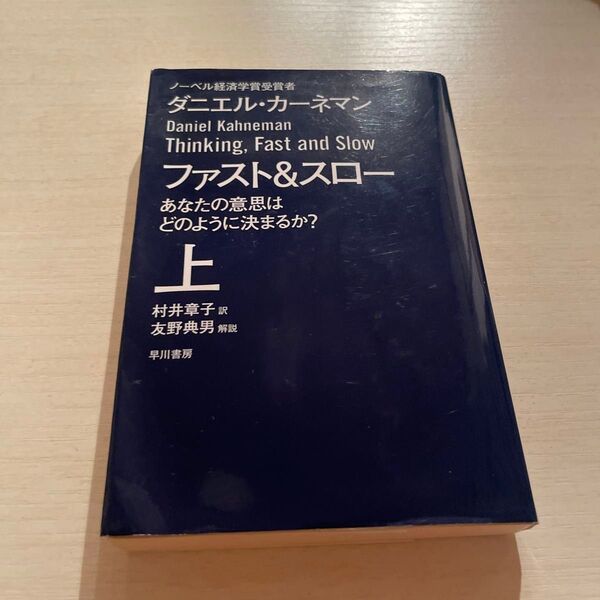 ノーベル経済学賞受賞者
ダニエル・カーネマン
Daniel Kahneman
Thinking, Fast and Slow
ファスト&スロー
あなたの意思は
どのように決まるか?
上
村井章子 訳
友野典男 解説
早川書房